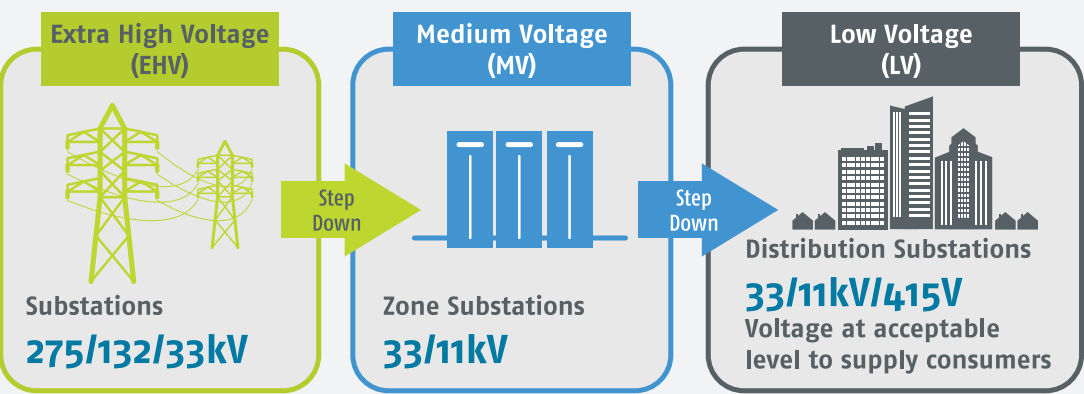 Extra High Voltage
(EHV)
Substations
275/132/33kV
Step
Down
Medium Voltage
(MV)
Zone Substations
33/11kV
Step
Down
Low Voltage
(LV)
Distribution Substations
33/11kV/415V
Voltage at acceptable
level to supply consumers